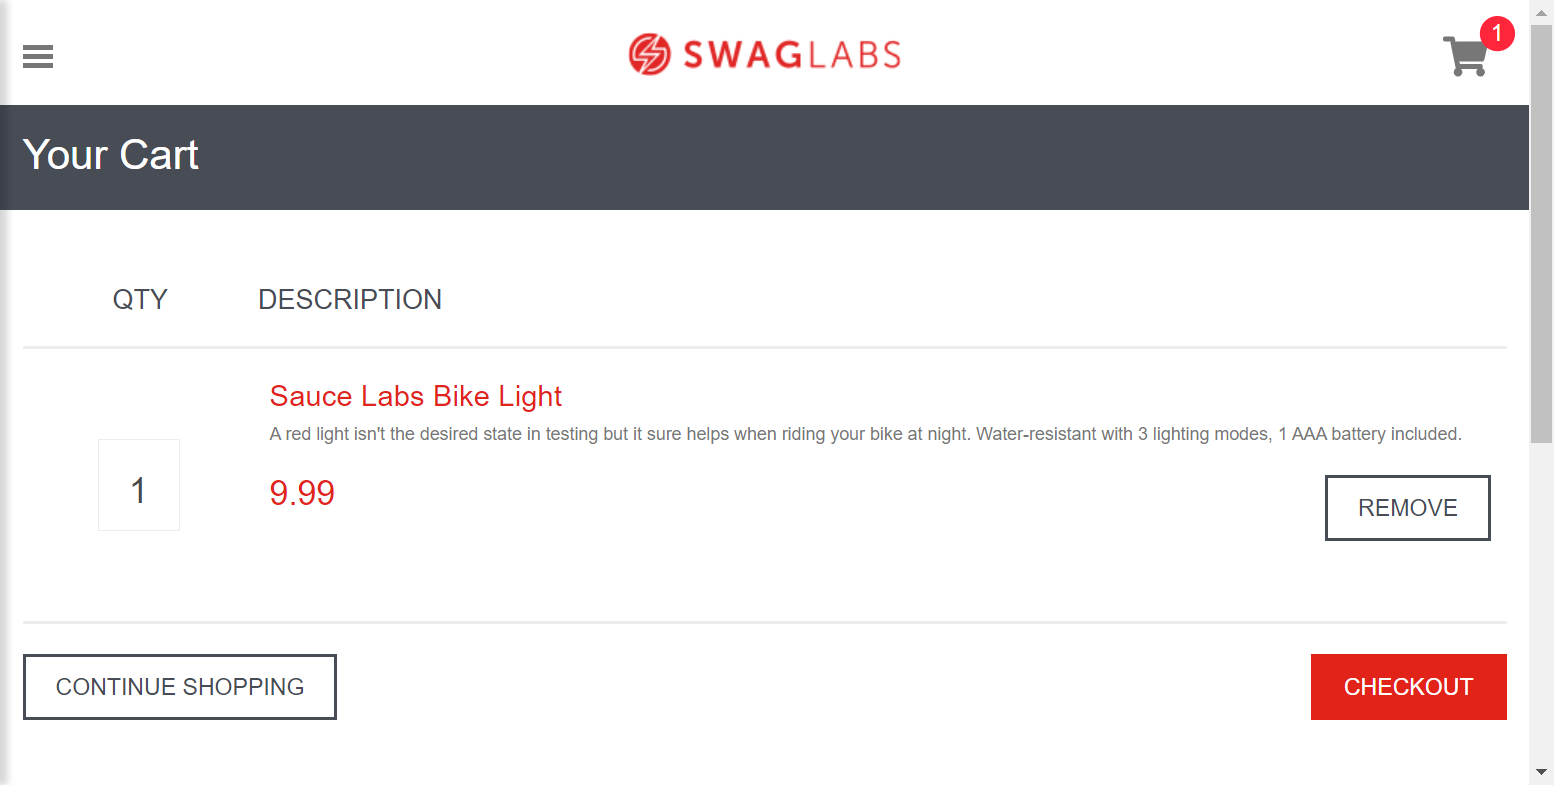 SWAGLABS
1
Your Cart
QTY DESCRIPTION
Sauce Labs Bike Light
A red light isn't the desired state in testing but it sure helps when riding your bike at night. Water-resistant with 3 lighting modes, 1 AAA battery included.
1
9.99
REMOVE
CONTINUE SHOPPING
CHECKOUT